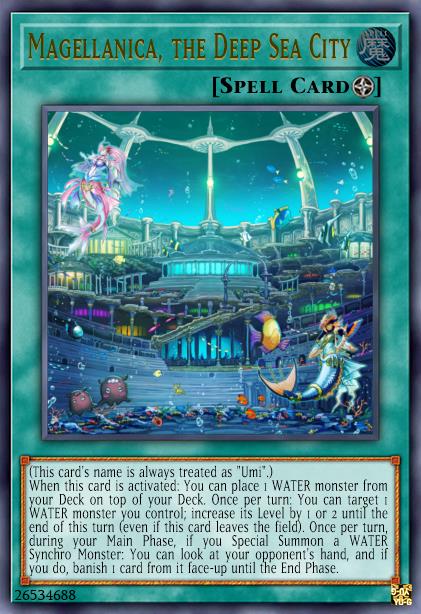 Magellanica, the Deep Sea City
魔
[Spell Card]
(This card's name is always treated as "Umi".)
When this card is activated: You can place 1 WATER monster from
your Deck on top of your Deck. Once per turn: You can target 1
WATER monster you control; increase its Level by 1 or 2 until the
end of this turn (even if this card leaves the field). Once per turn,
during your Main Phase, if you Special Summon a WATER
Synchro Monster: You can look at your opponent's hand, and if
you do, banish 1 card from it face-up until the End Phase.
26534688